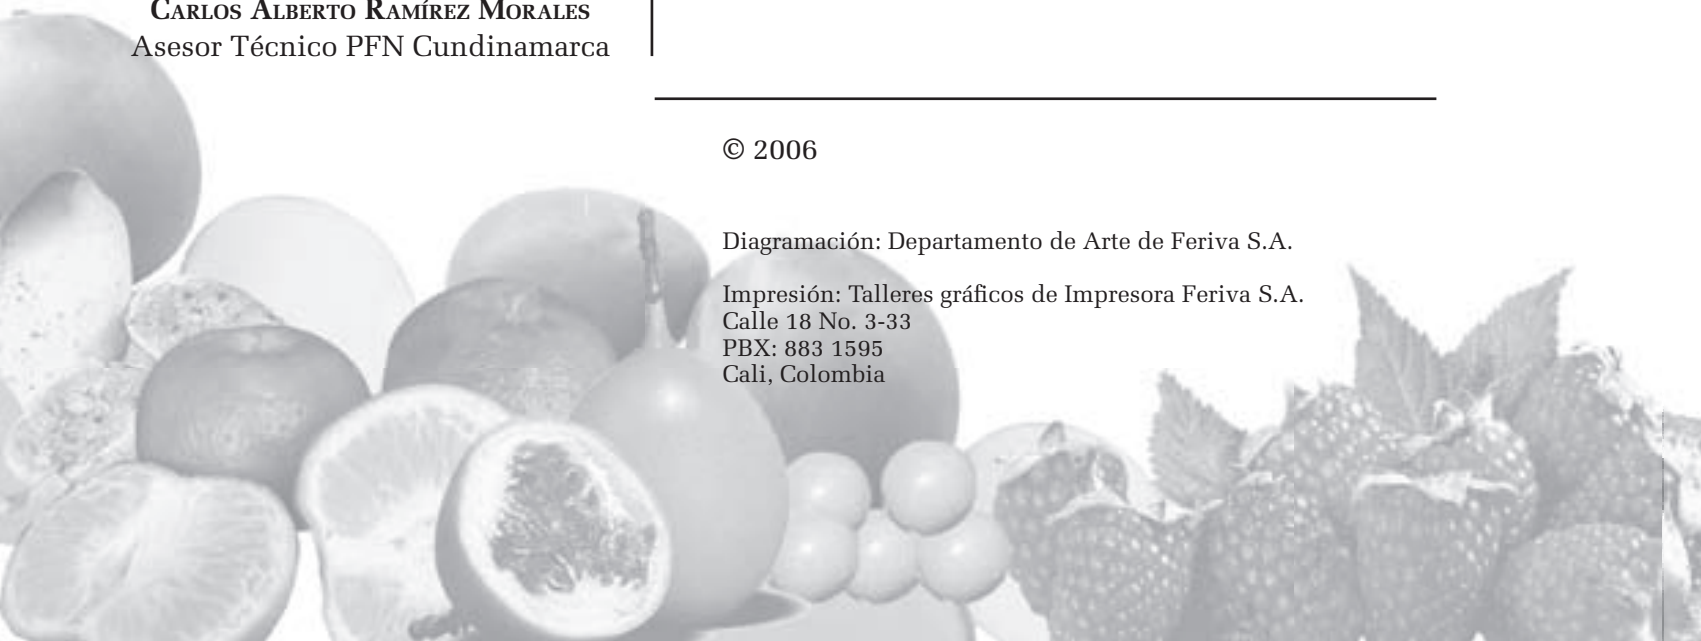 CARLOS ALBERTO RAMÍREZ MORALES
Asesor Técnico PFN Cundinamarca
© 2006
Diagramación: Departamento de Arte de Feriva S.A.
Impresión: Talleres gráficos de Impresora Feriva S.A.
Calle 18 No. 3-33
PBX: 883 1595
Cali, Colombia